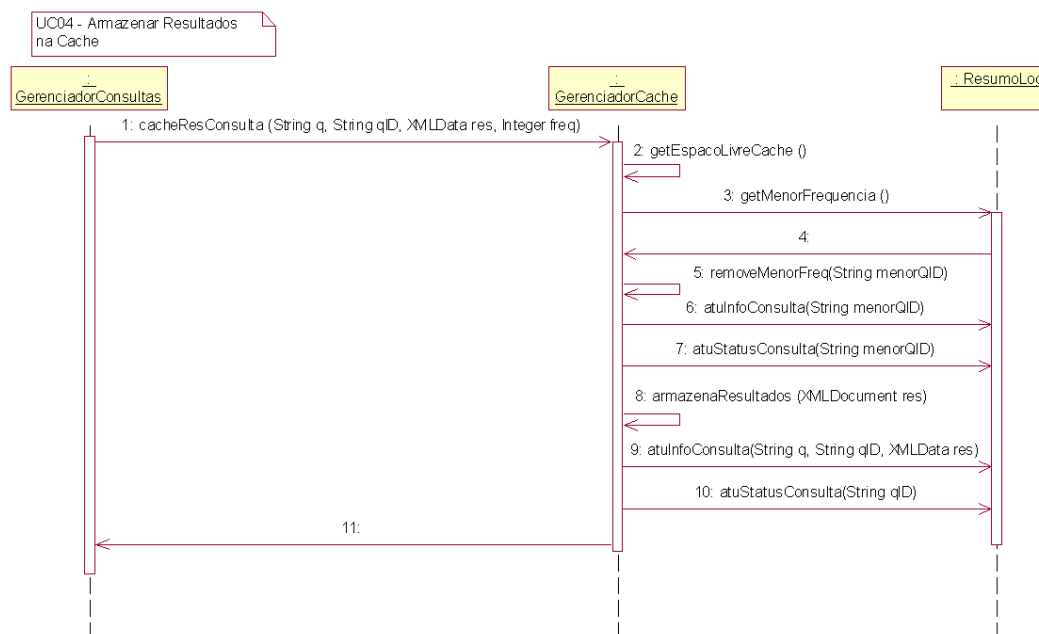 UC04 - Armazenar Resultados
na Cache
:
GerenciadorConsultas
:
GerenciadorCache
: ResumoLoc
1: cacheResConsulta (String q, String qID, XMLData res, Integer freq)
2: getEspacoLivreCache ()
3: getMenorFrequencia ()
4:
5: removeMenorFreq(String menorQID)
6: atuInfoConsulta(String menorQID)
7: atuStatusConsulta(String menorQID)
8: armazenaResultados (XMLDocument res)
9: atuInfoConsulta(String q, String qID, XMLData res)
10: atuStatusConsulta(String qID)
11: